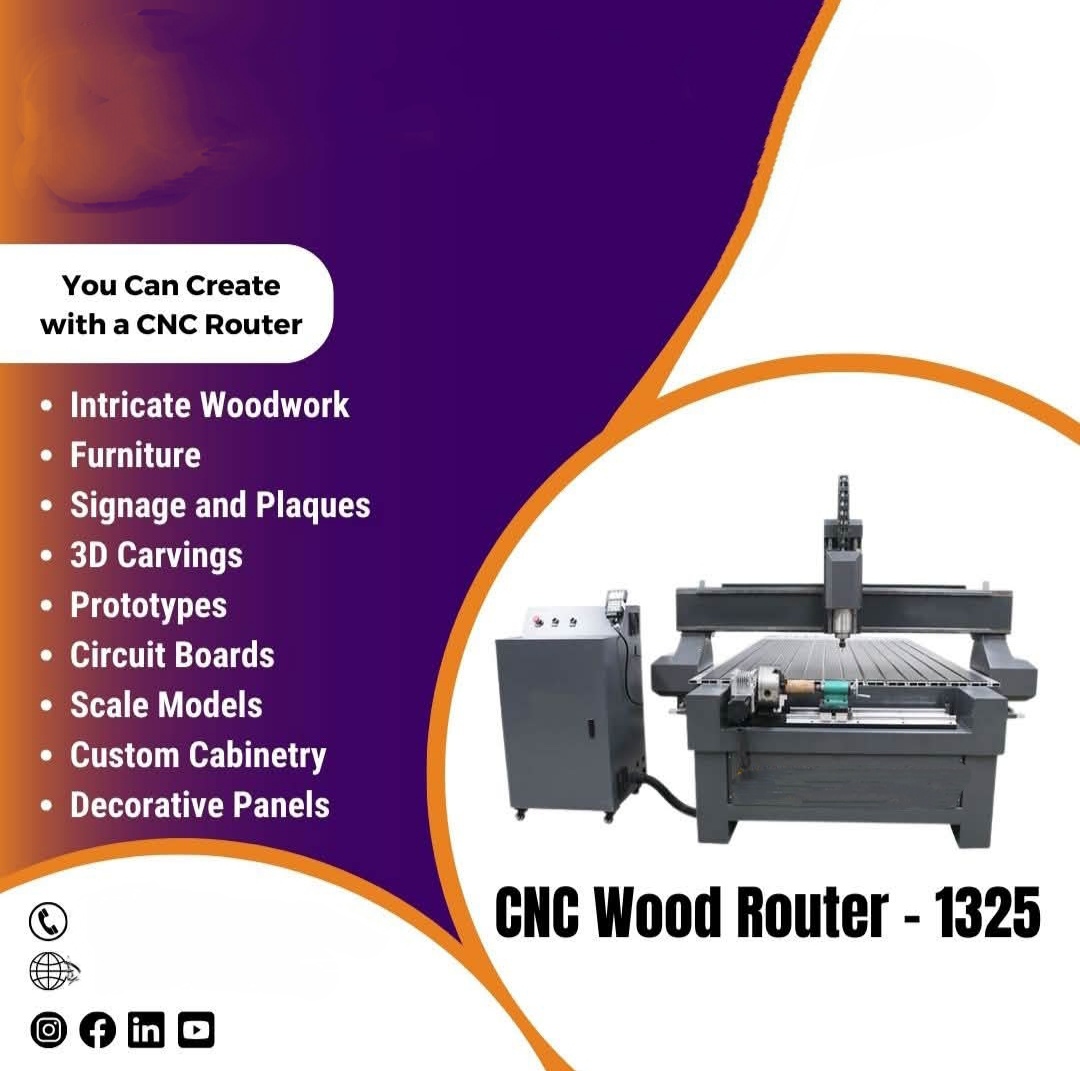 You Can Create
with a CNC Router
• Intricate Woodwork
• Furniture
• Signage and Plaques
• 3D Carvings
• Prototypes
• Circuit Boards
• Scale Models
• Custom Cabinetry
• Decorative Panels
CNC Wood Router - 1325